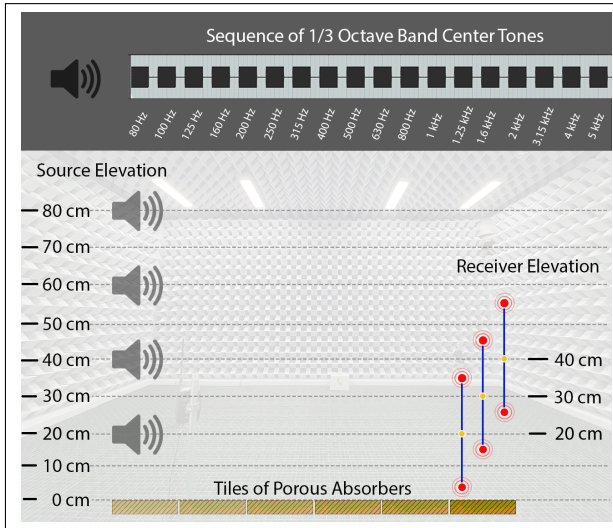 Sequence of 1/3 Octave Band Center Tones
80 Hz
100 Hz
125 Hz
160 Hz
200 Hz
250 Hz
315 Hz
400 Hz
500 Hz
630 Hz
800 Hz
1 kHz
1.25 kHz
1.6 kHz
2 kHz
3.15 kHz
4 kHz
5 kHz
Source Elevation
80 cm
70 cm
Receiver Elevation
60 cm
50 cm
40 cm 40 cm
30 cm 30 cm
20 cm 20 cm
10 cm
Tiles of Porous Absorbers
0 cm